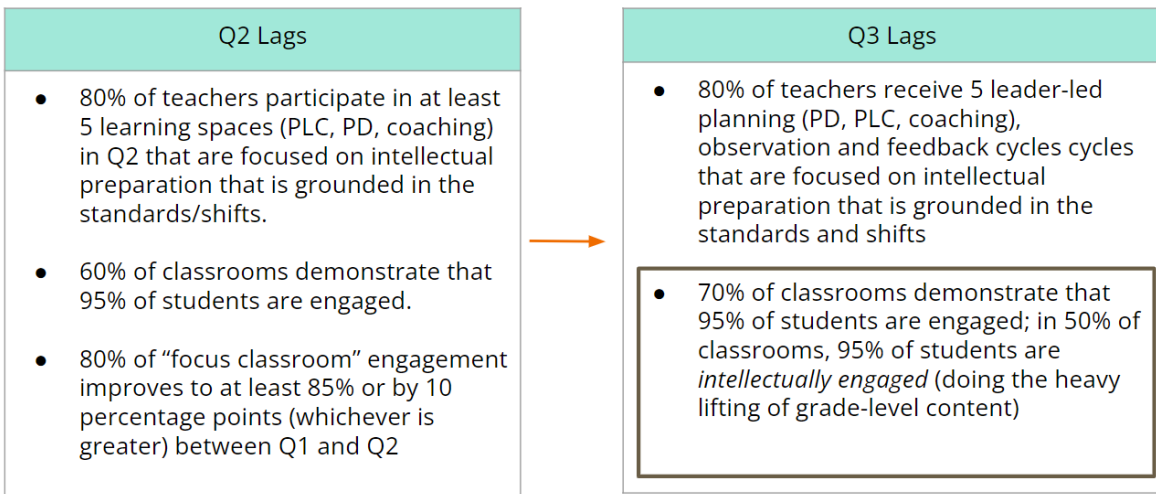 Q2 Lags
● 80% of teachers participate in at least
5 learning spaces (PLC, PD, coaching)
in Q2 that are focused on intellectual
preparation that is grounded in the
standards/shifts.
● 60% of classrooms demonstrate that
95% of students are engaged.
● 80% of “focus classroom” engagement
improves to at least 85% or by 10
percentage points (whichever is
greater) between Q1 and Q2
Q3 Lags
● 80% of teachers receive 5 leader-led
planning (PD, PLC, coaching),
observation and feedback cycles cycles
that are focused on intellectual
preparation that is grounded in the
standards and shifts
● 70% of classrooms demonstrate that
95% of students are engaged; in 50% of
classrooms, 95% of students are
intellectually engaged (doing the heavy
lifting of grade-level content)